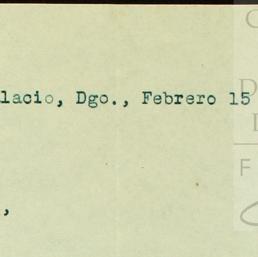 lacio, Dgo., Febrero 15
,